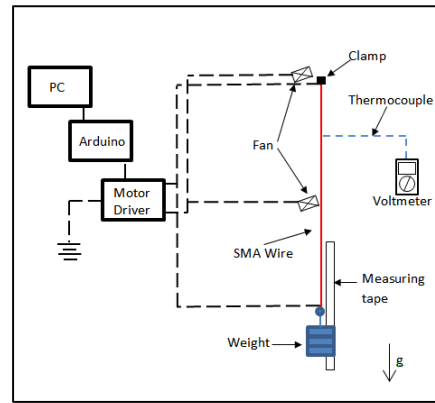 Clamp
PC
Thermocouple
Arduino
Fan
Motor
Driver
Voltmeter
SMA Wire
Measuring
tape
Weight
g